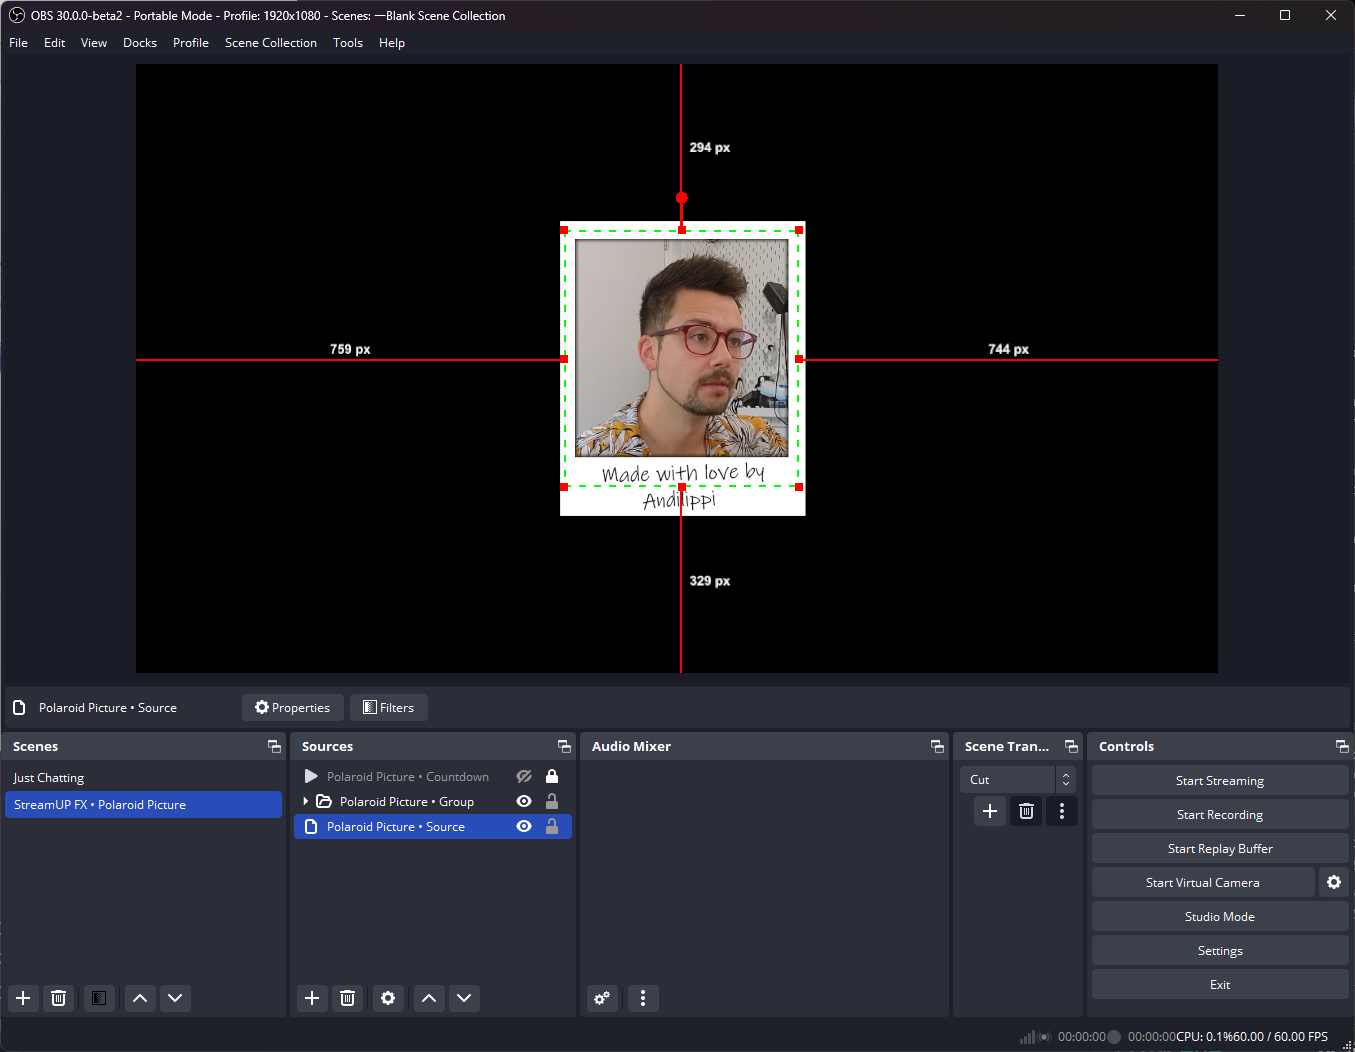 OBS 30.0.0-beta2 - Portable Mode - Profile: 1920x1080 - Scenes: —Blank Scene Collection
File Edit View Docks Profile Scene Collection Tools Help
294 px
759 px
744 px
Made with love by
Andilippi
329 px
Polaroid Picture • Source
Properties
Filters
Scenes
Just Chatting
StreamUP FX • Polaroid Picture
Sources
Polaroid Picture • Countdown
Polaroid Picture • Group
Polaroid Picture • Source
Audio Mixer
Scene Tran...
Cut
Controls
Start Streaming
Start Recording
Start Replay Buffer
Start Virtual Camera
Studio Mode
Settings
Exit
00:00:00 00:00:00 CPU: 0.1% 60.00 / 60.00 FPS